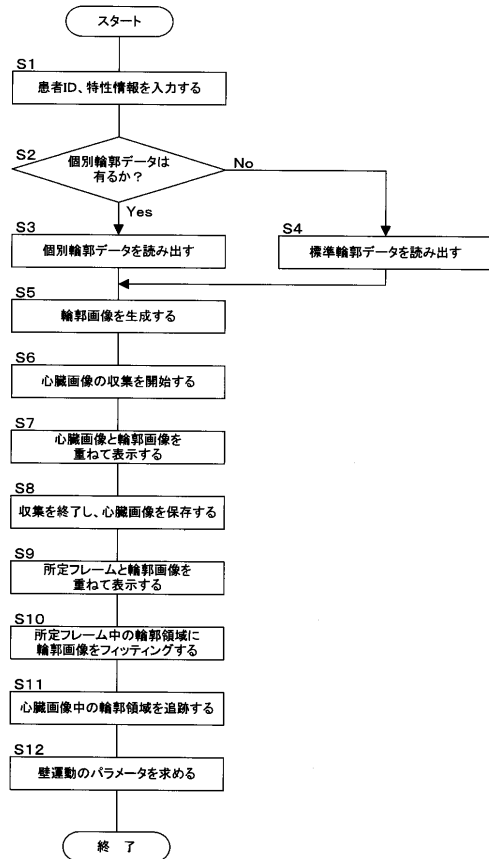 スタート
S1
患者ID、特性情報を入力する
S2
個別輪郭データは
有るか？
No
Yes
S3
個別輪郭データを読み出す
S4
標準輪郭データを読み出す
S5
輪郭画像を生成する
S6
心臓画像の収集を開始する
S7
心臓画像と輪郭画像を
重ねて表示する
S8
収集を終了し、心臓画像を保存する
S9
所定フレームと輪郭画像を
重ねて表示する
S10
所定フレーム中の輪郭領域に
輪郭画像をフィッティングする
S11
心臓画像中の輪郭領域を追跡する
S12
壁運動のパラメータを求める
終 了